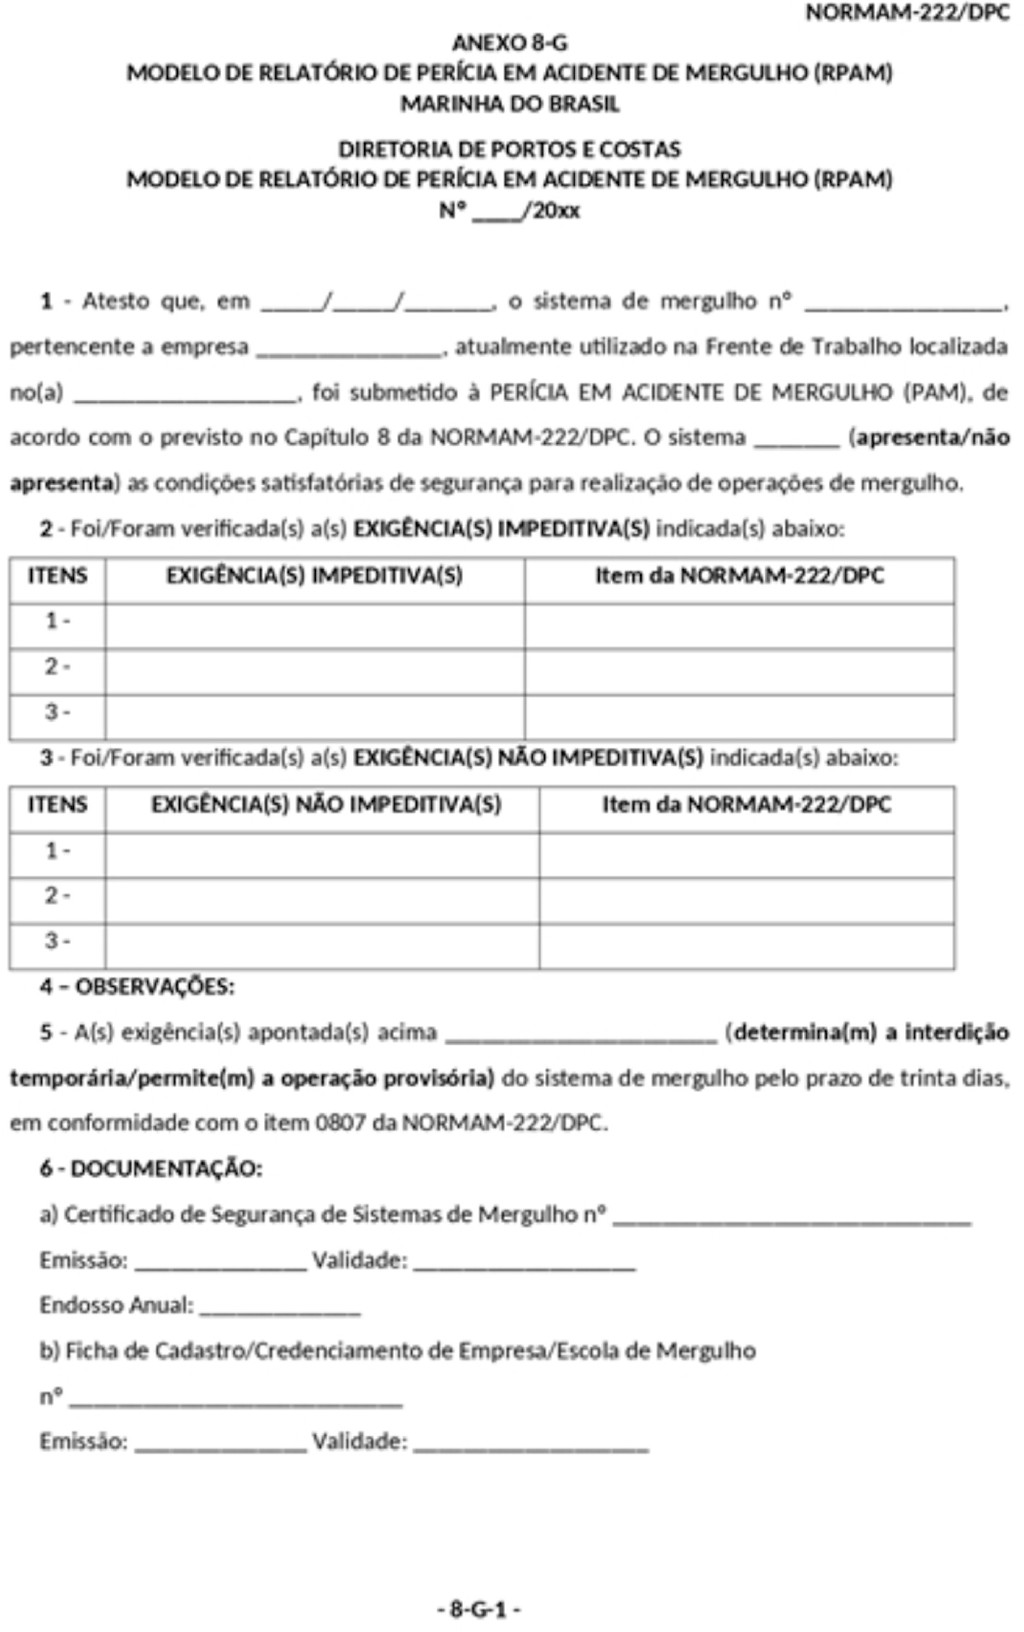 NORMAM-222/DPC
ANEXO 8-G
MODELO DE RELATÓRIO DE PERÍCIA EM ACIDENTE DE MERGULHO (RPAM)
MARINHA DO BRASIL
DIRETORIA DE PORTOS E COSTAS
MODELO DE RELATÓRIO DE PERÍCIA EM ACIDENTE DE MERGULHO (RPAM)
N° ____/20xx
1 - Atesto que, em _____/_____/_______, o sistema de mergulho n° ________________,
pertencente a empresa _______________, atualmente utilizado na Frente de Trabalho localizada
no(a) __________________, foi submetido à PERÍCIA EM ACIDENTE DE MERGULHO (PAM), de
acordo com o previsto no Capítulo 8 da NORMAM-222/DPC. O sistema _______ (apresenta/não
apresenta) as condições satisfatórias de segurança para realização de operações de mergulho.
2 - Foi/Foram verificada(s) a(s) EXIGÊNCIA(S) IMPEDITIVA(S) indicada(s) abaixo:
ITENS EXIGÊNCIA(S) IMPEDITIVA(S) Item da NORMAM-222/DPC
1 -
2 -
3 -
3 - Foi/Foram verificada(s) a(s) EXIGÊNCIA(S) NÃO IMPEDITIVA(S) indicada(s) abaixo:
ITENS EXIGÊNCIA(S) NÃO IMPEDITIVA(S) Item da NORMAM-222/DPC
1 -
2 -
3 -
4 – OBSERVAÇÕES:
5 - A(s) exigência(s) apontada(s) acima ______________________ (determina(m) a interdição
temporária/permite(m) a operação provisória) do sistema de mergulho pelo prazo de trinta dias,
em conformidade com o item 0807 da NORMAM-222/DPC.
6 - DOCUMENTAÇÃO:
a) Certificado de Segurança de Sistemas de Mergulho n° _____________________________
Emissão: ______________ Validade: __________________
Endosso Anual: _____________
b) Ficha de Cadastro/Credenciamento de Empresa/Escola de Mergulho
n° ___________________________
Emissão: ______________ Validade: ___________________
- 8-G-1 -